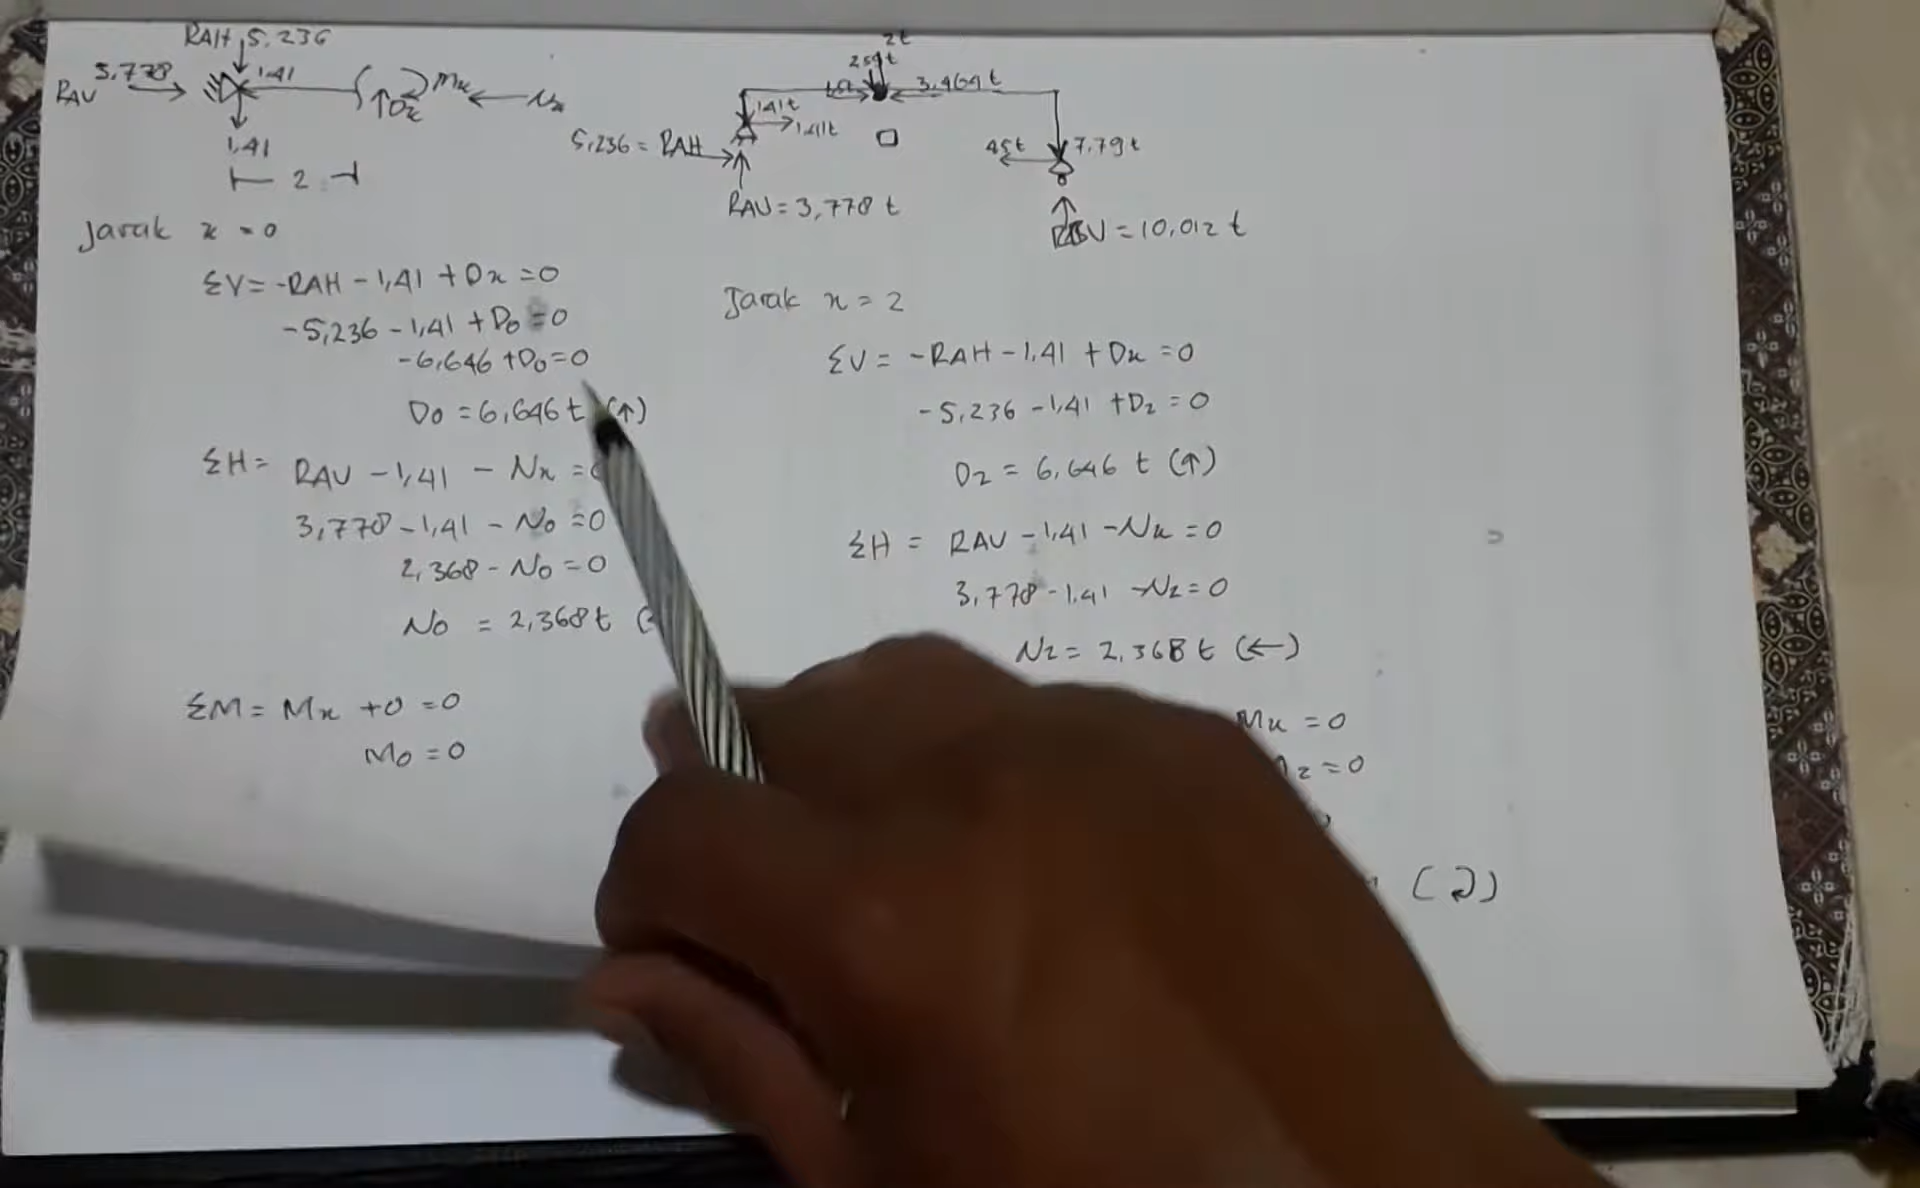 RAH 5.236
RAV 3,778
1.41
Dx
Mx
Nx
1,41
2
2t
2.59t
3.464 t
1.41t
1.41t
5,236 = RAH
RAV = 3,778 t
45t
7.79t
RBV = 10,012 t
Jarak x = 0
ΣV = -RAH - 1,41 + Dx = 0
-5,236 - 1,41 + D0 = 0
-6,646 + D0 = 0
D0 = 6,646 t (↑)
ΣH = RAV - 1,41 - Nx =
3,778 - 1,41 - N0 = 0
2,368 - N0 = 0
N0 = 2,368 t
ΣM = Mx + 0 = 0
M0 = 0
Jarak x = 2
ΣV = -RAH - 1,41 + Dx = 0
-5,236 - 1,41 + D2 = 0
D2 = 6,646 t (↑)
ΣH = RAV - 1,41 - Nx = 0
3,778 - 1,41 - N2 = 0
N2 = 2,368 t (←)
Mx = 0
2 = 0